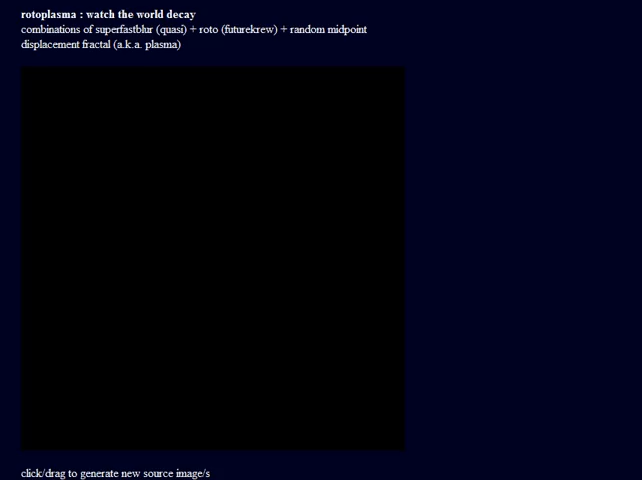 rotoplasma : watch the world decay
combinations of superfastblur (quasi) + roto (futurekrew) + random midpoint
displacement fractal (a.k.a. plasma)
click/drag to generate new source image/s